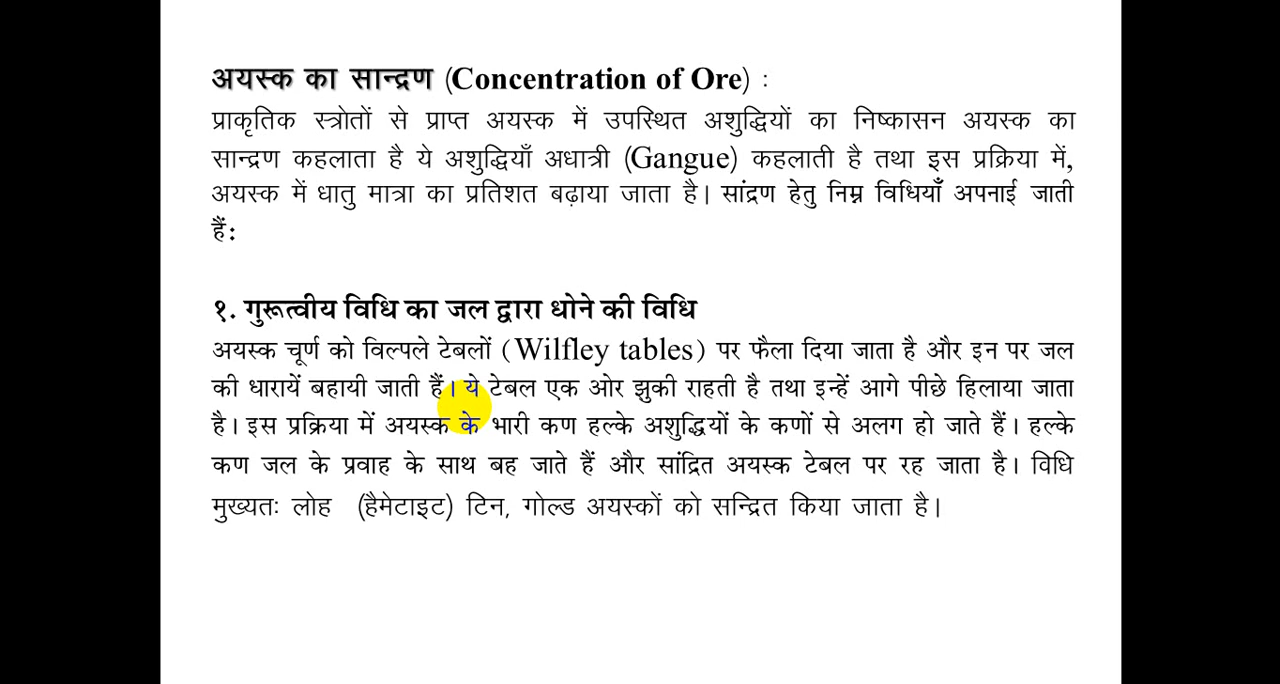 अयस्क का सान्द्रण (Concentration of Ore) :
प्राकृतिक स्त्रोतों से प्राप्त अयस्क में उपस्थित अशुद्धियों का निष्कासन अयस्क का
सान्द्रण कहलाता है ये अशुद्धियाँ अधात्री (Gangue) कहलाती है तथा इस प्रक्रिया में,
अयस्क में धातु मात्रा का प्रतिशत बढ़ाया जाता है। सांद्रण हेतु निम्न विधियाँ अपनाई जाती
हैं:
१. गुरूत्वीय विधि का जल द्वारा धोने की विधि
अयस्क चूर्ण को विल्पले टेबलों (Wilfley tables) पर फैला दिया जाता है और इन पर जल
की धारायें बहायी जाती हैं। ये टेबल एक ओर झुकी राहती है तथा इन्हें आगे पीछे हिलाया जाता
है। इस प्रक्रिया में अयस्क के भारी कण हल्के अशुद्धियों के कणों से अलग हो जाते हैं। हल्के
कण जल के प्रवाह के साथ बह जाते हैं और सांद्रित अयस्क टेबल पर रह जाता है। विधि
मुख्यतः लोह (हैमेटाइट) टिन, गोल्ड अयस्कों को सन्द्रित किया जाता है।